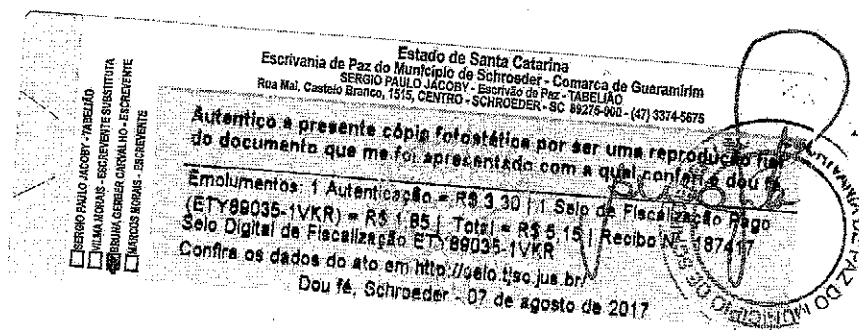 Estado de Santa Catarina
Escrivania de Paz do Município de Schroeder - Comarca de Guaramirim
SERGIO PAULO JACOBY - Escrivão de Paz - TABELIÃO
Rua Mal. Castelo Branco, 1515, CENTRO - SCHROEDER - SC 89275-000 - (47) 3374-5675
SERGIO PAULO JACOBY - TABELIÃO
VILMA MORAIS - ESCREVENTE SUBSTITUTA
BRUNA GERBER CARVALHO - ESCREVENTE
MARCOS MORAIS - ESCREVENTE
Autentico a presente cópia fotostática por ser uma reprodução fiel
do documento que me foi apresentado com a qual conferi e dou fé.
Emolumentos: 1 Autenticação = R$ 3,30 | 1 Selo de Fiscalização Pago
(ETY89035-1VKR) = R$ 1,85 | Total = R$ 5,15 | Recibo Nº 187417
Selo Digital de Fiscalização ETY89035-1VKR
Confira os dados do ato em http://selo.tjsc.jus.br/
Dou fé, Schroeder - 07 de agosto de 2017
DE PAZ DO MUNICÍPIO DE